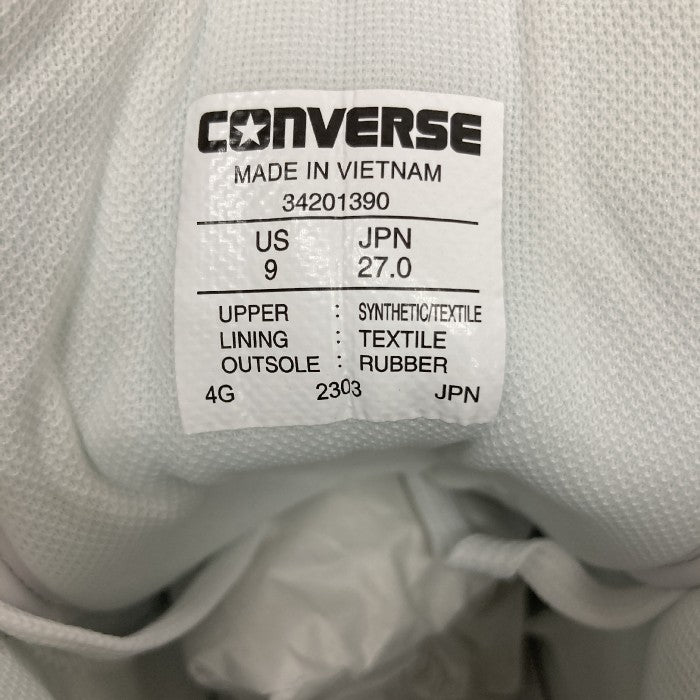 CONVERSE
MADE IN VIETNAM
34201390
US JPN
9 27.0
UPPER : SYNTHETIC/TEXTILE
LINING : TEXTILE
OUTSOLE : RUBBER
4G 2303 JPN